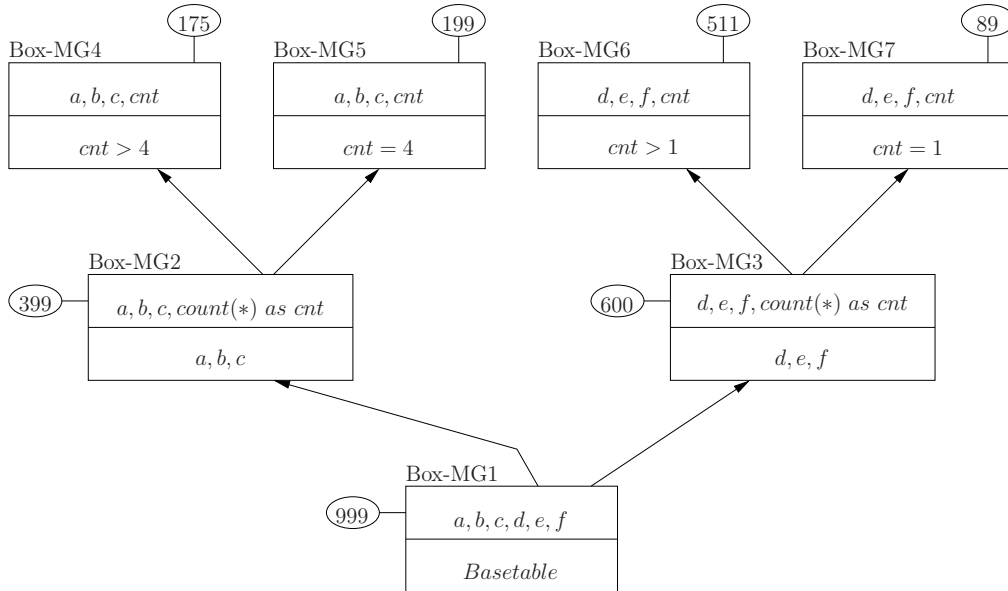 175
199
511
89
Box-MG4
Box-MG5
Box-MG6
Box-MG7
a, b, c, cnt
a, b, c, cnt
d, e, f, cnt
d, e, f, cnt
cnt > 4
cnt = 4
cnt > 1
cnt = 1
Box-MG2
Box-MG3
399
a, b, c, count(∗) as cnt
600
d, e, f, count(∗) as cnt
a, b, c
d, e, f
Box-MG1
999
a, b, c, d, e, f
Basetable